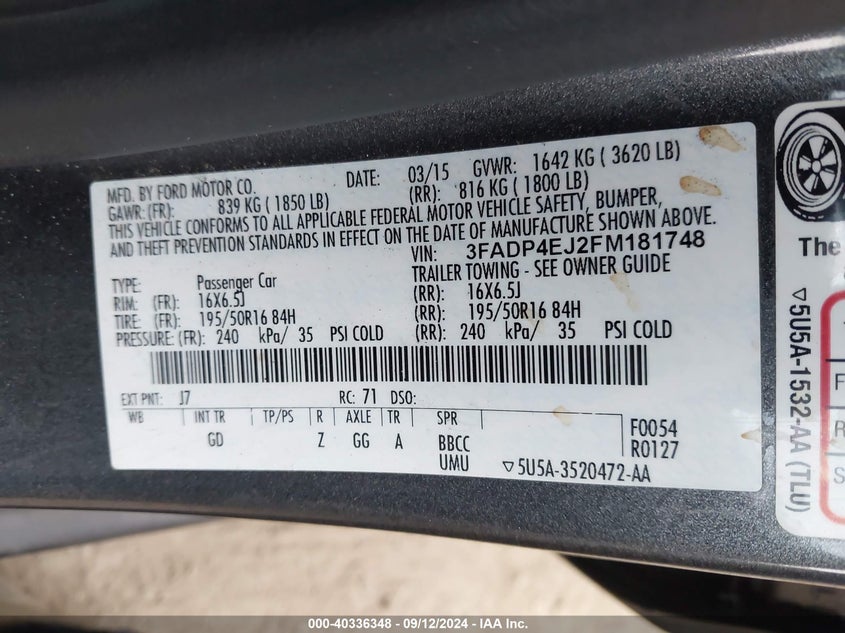 MFD. BY FORD MOTOR CO. DATE: 03/15 GVWR: 1642 KG ( 3620 LB)
GAWR: (FR): 839 KG ( 1850 LB) (RR): 816 KG ( 1800 LB)
THIS VEHICLE CONFORMS TO ALL APPLICABLE FEDERAL MOTOR VEHICLE SAFETY, BUMPER,
AND THEFT PREVENTION STANDARDS IN EFFECT ON THE DATE OF MANUFACTURE SHOWN ABOVE.
VIN: 3FADP4EJ2FM181748
TYPE: Passenger Car TRAILER TOWING - SEE OWNER GUIDE
RIM: (FR): 16X6.5J (RR): 16X6.5J
TIRE: (FR): 195/50R16 84H (RR): 195/50R16 84H
PRESSURE: (FR): 240 kPa/ 35 PSI COLD (RR): 240 kPa/ 35 PSI COLD
EXT PNT: J7 RC: 71 DSO:
WB INT TR TP/PS R AXLE TR SPR F0054
GD Z GG A BBCC R0127
UMU ▽5U5A-3520472-AA
The
▽5U5A-1532-AA (TLU)
F
R
S
000-40336348 - 09/12/2024 - IAA Inc.